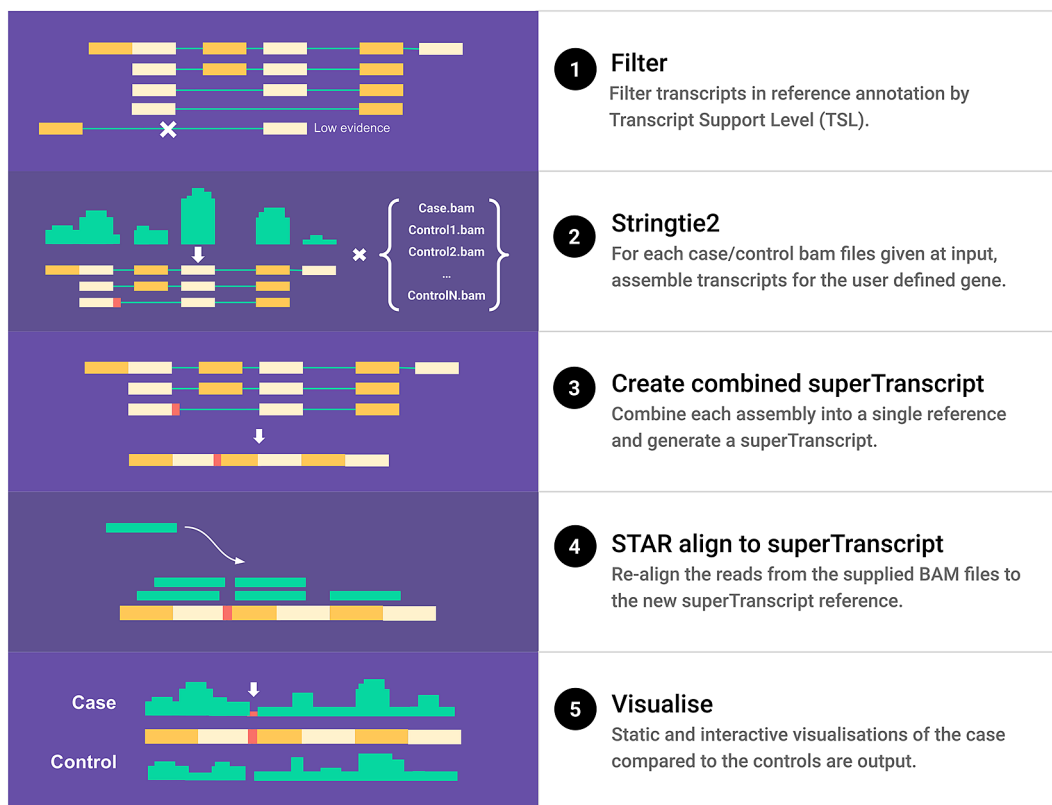 1
Filter
Filter transcripts in reference annotation by
Transcript Support Level (TSL).
Low evidence
Case.bam
Control1.bam
Control2.bam
...
ControlN.bam
2
Stringtie2
For each case/control bam files given at input,
assemble transcripts for the user defined gene.
3
Create combined superTranscript
Combine each assembly into a single reference
and generate a superTranscript.
4
STAR align to superTranscript
Re-align the reads from the supplied BAM files to
the new superTranscript reference.
Case
Control
5
Visualise
Static and interactive visualisations of the case
compared to the controls are output.